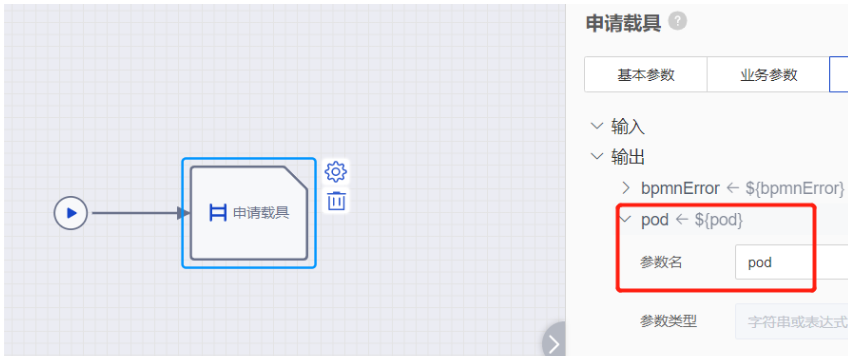 申请载具
申请载具
基本参数
业务参数
输入
输出
bpmnError ← ${bpmnError}
pod ← ${pod}
参数名
pod
参数类型
字符串或表达式